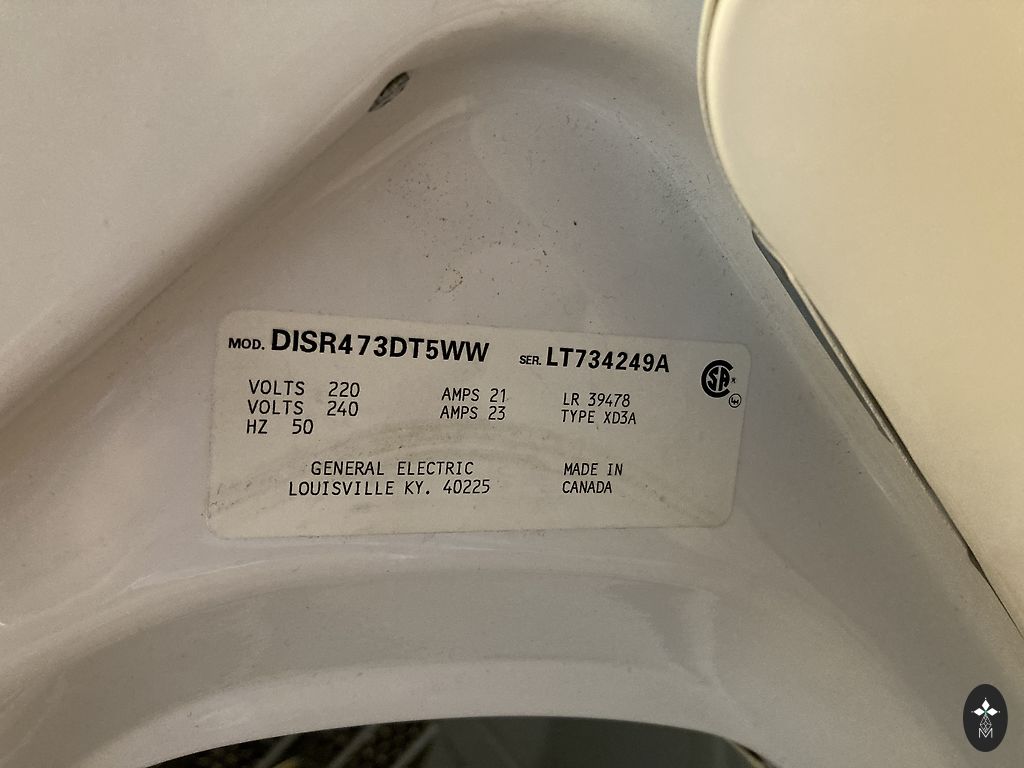 MOD. DISR473DT5WW SER. LT734249A
VOLTS 220 AMPS 21 LR 39478
VOLTS 240 AMPS 23 TYPE XD3A
HZ 50
GENERAL ELECTRIC MADE IN
LOUISVILLE KY. 40225 CANADA
SA
M